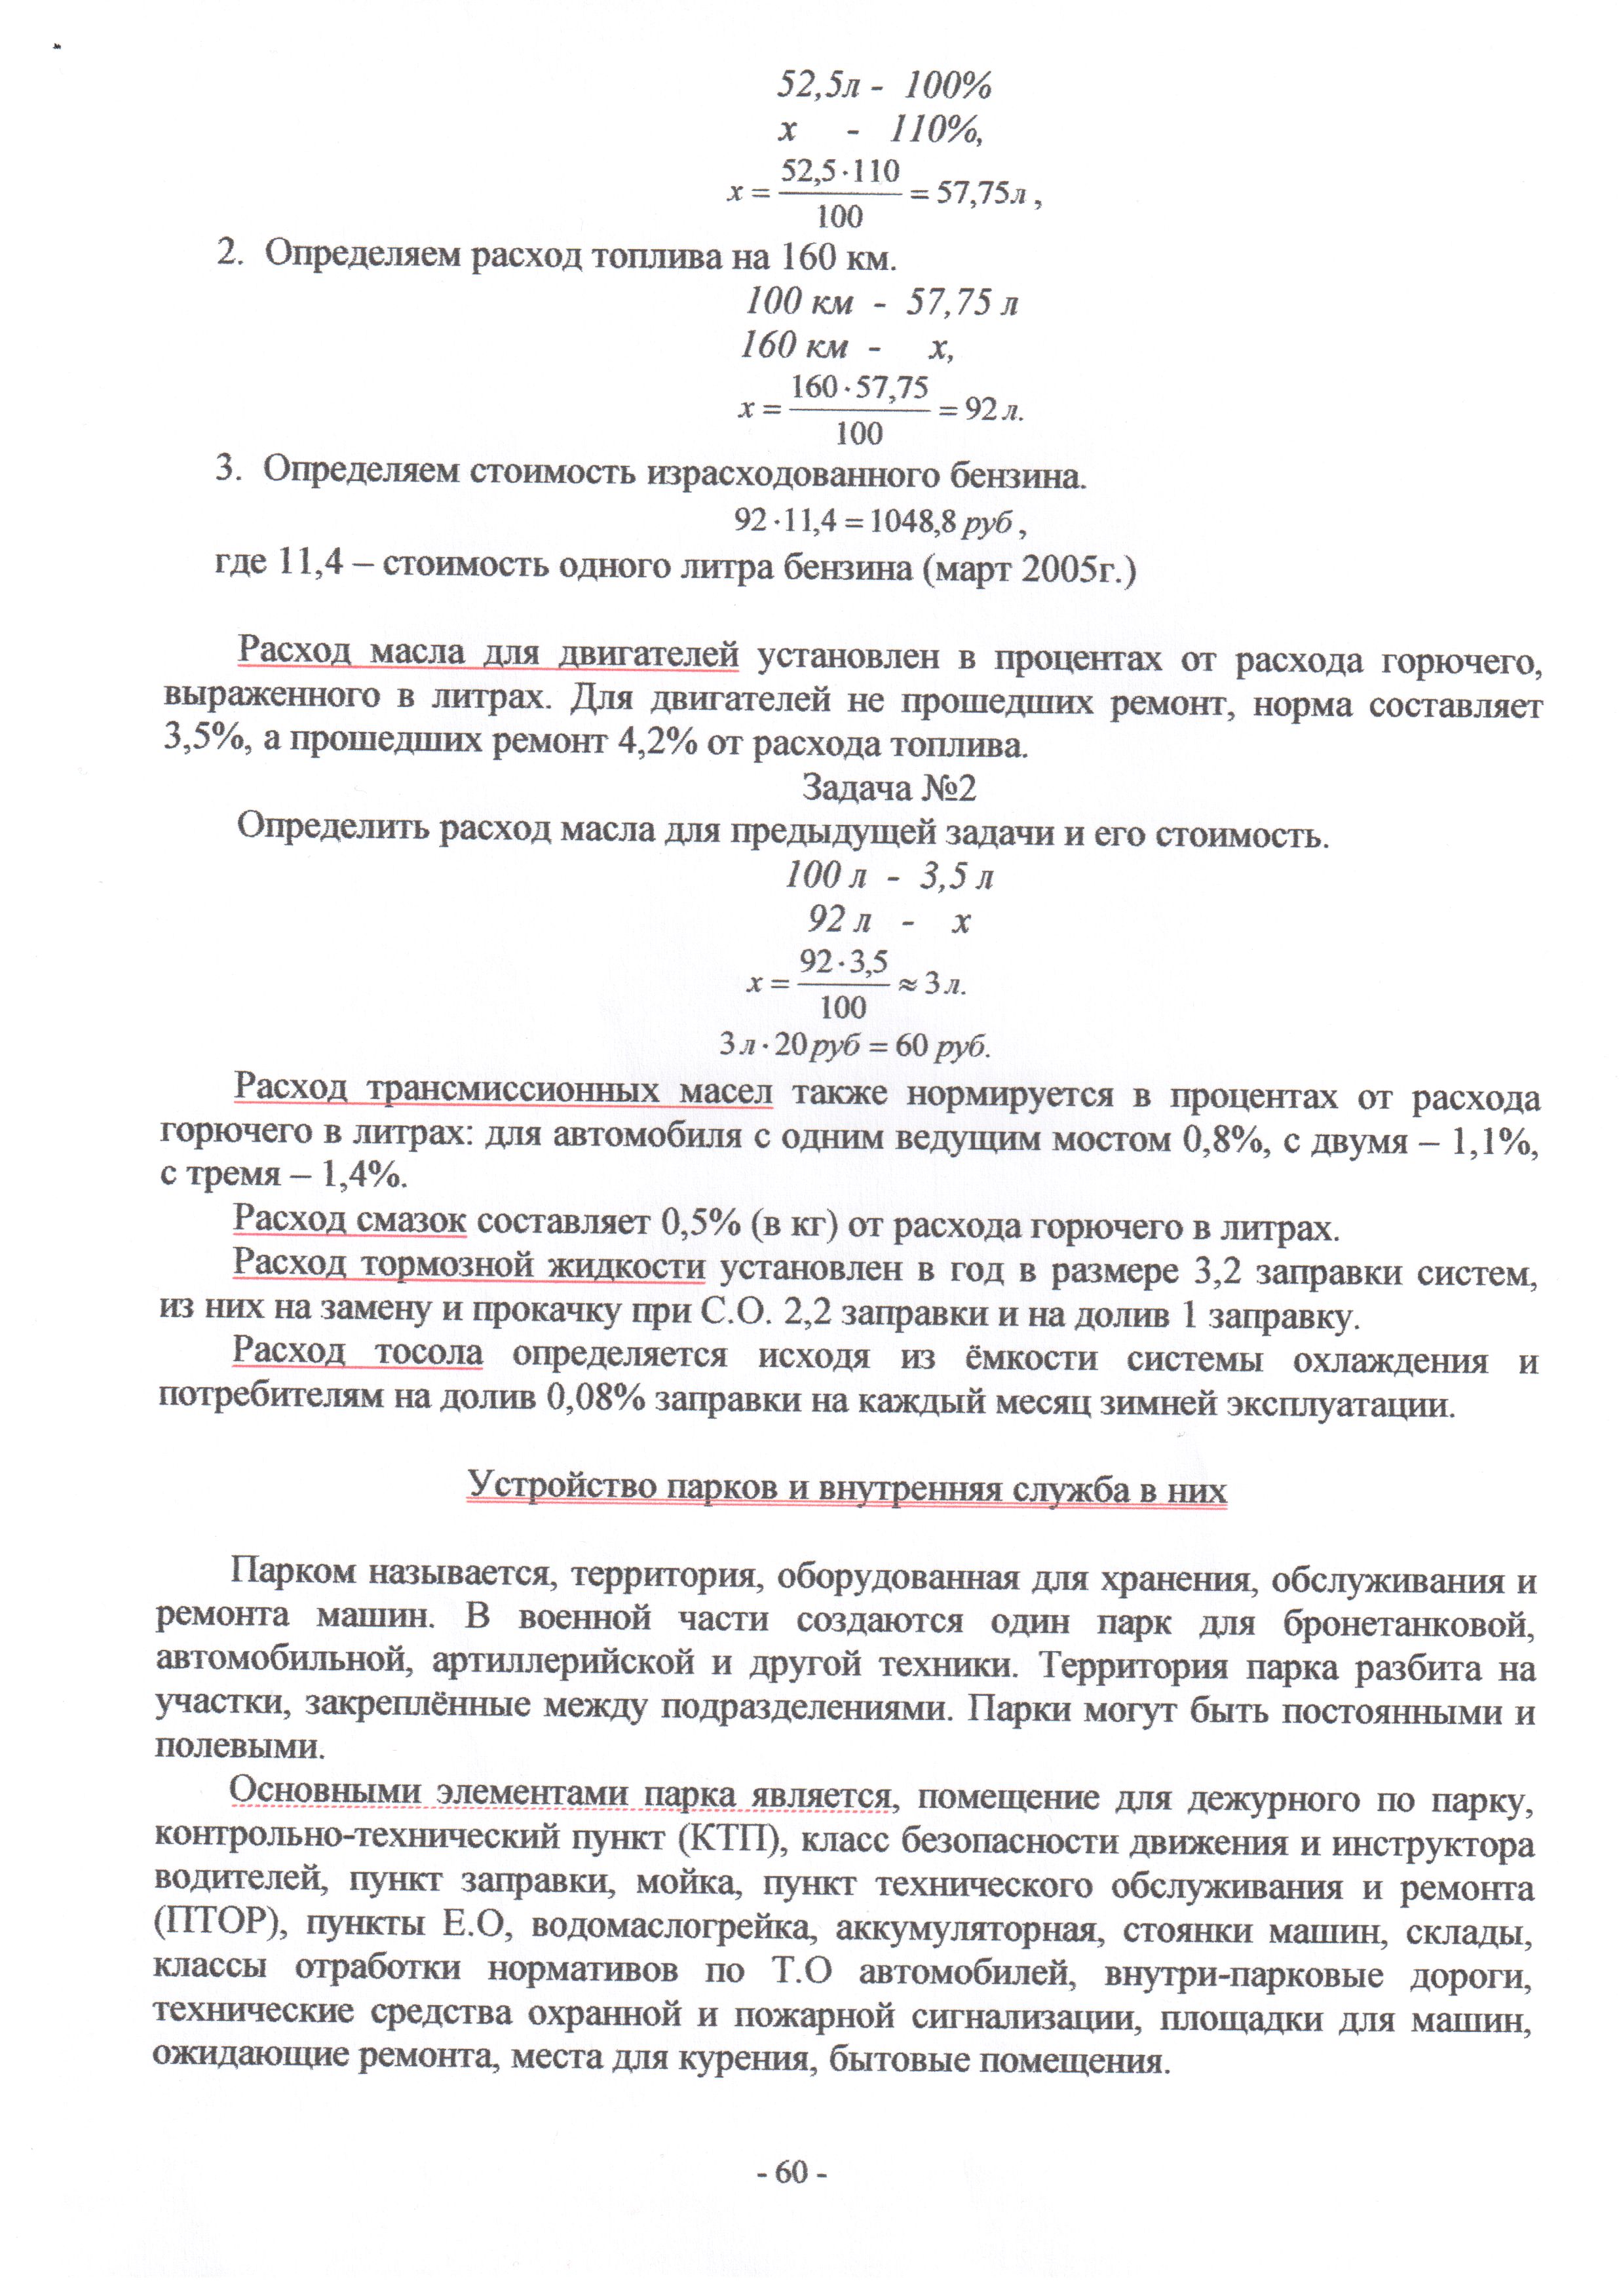 52,5л - 100%
х - 110%,
x = 52,5·110 / 100 = 57,75л ,
2. Определяем расход топлива на 160 км.
100 км - 57,75 л
160 км - х,
x = 160·57,75 / 100 = 92 л.
3. Определяем стоимость израсходованного бензина.
92·11,4 = 1048,8 руб ,
где 11,4 – стоимость одного литра бензина (март 2005г.)
Расход масла для двигателей установлен в процентах от расхода горючего,
выраженного в литрах. Для двигателей не прошедших ремонт, норма составляет
3,5%, а прошедших ремонт 4,2% от расхода топлива.
Задача №2
Определить расход масла для предыдущей задачи и его стоимость.
100 л - 3,5 л
92 л - х
x = 92·3,5 / 100 ≈ 3 л.
3 л·20 руб = 60 руб.
Расход трансмиссионных масел также нормируется в процентах от расхода
горючего в литрах: для автомобиля с одним ведущим мостом 0,8%, с двумя – 1,1%,
с тремя – 1,4%.
Расход смазок составляет 0,5% (в кг) от расхода горючего в литрах.
Расход тормозной жидкости установлен в год в размере 3,2 заправки систем,
из них на замену и прокачку при С.О. 2,2 заправки и на долив 1 заправку.
Расход тосола определяется исходя из ёмкости системы охлаждения и
потребителям на долив 0,08% заправки на каждый месяц зимней эксплуатации.
Устройство парков и внутренняя служба в них
Парком называется, территория, оборудованная для хранения, обслуживания и
ремонта машин. В военной части создаются один парк для бронетанковой,
автомобильной, артиллерийской и другой техники. Территория парка разбита на
участки, закреплённые между подразделениями. Парки могут быть постоянными и
полевыми.
Основными элементами парка является, помещение для дежурного по парку,
контрольно-технический пункт (КТП), класс безопасности движения и инструктора
водителей, пункт заправки, мойка, пункт технического обслуживания и ремонта
(ПТОР), пункты Е.О, водомаслогрейка, аккумуляторная, стоянки машин, склады,
классы отработки нормативов по Т.О автомобилей, внутри-парковые дороги,
технические средства охранной и пожарной сигнализации, площадки для машин,
ожидающие ремонта, места для курения, бытовые помещения.
- 60 -